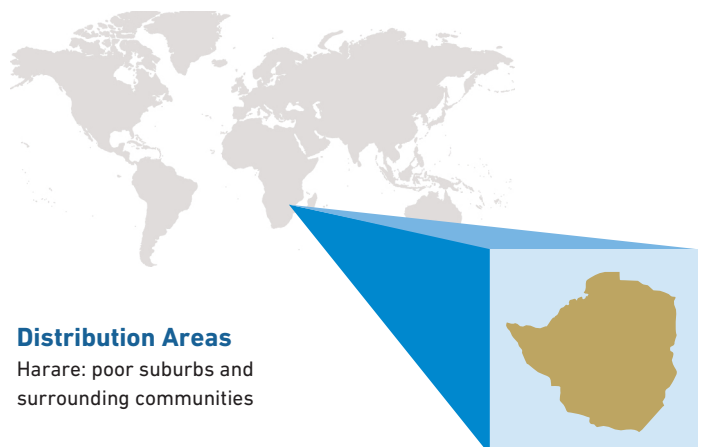 Distribution Areas
Harare: poor suburbs and
surrounding communities